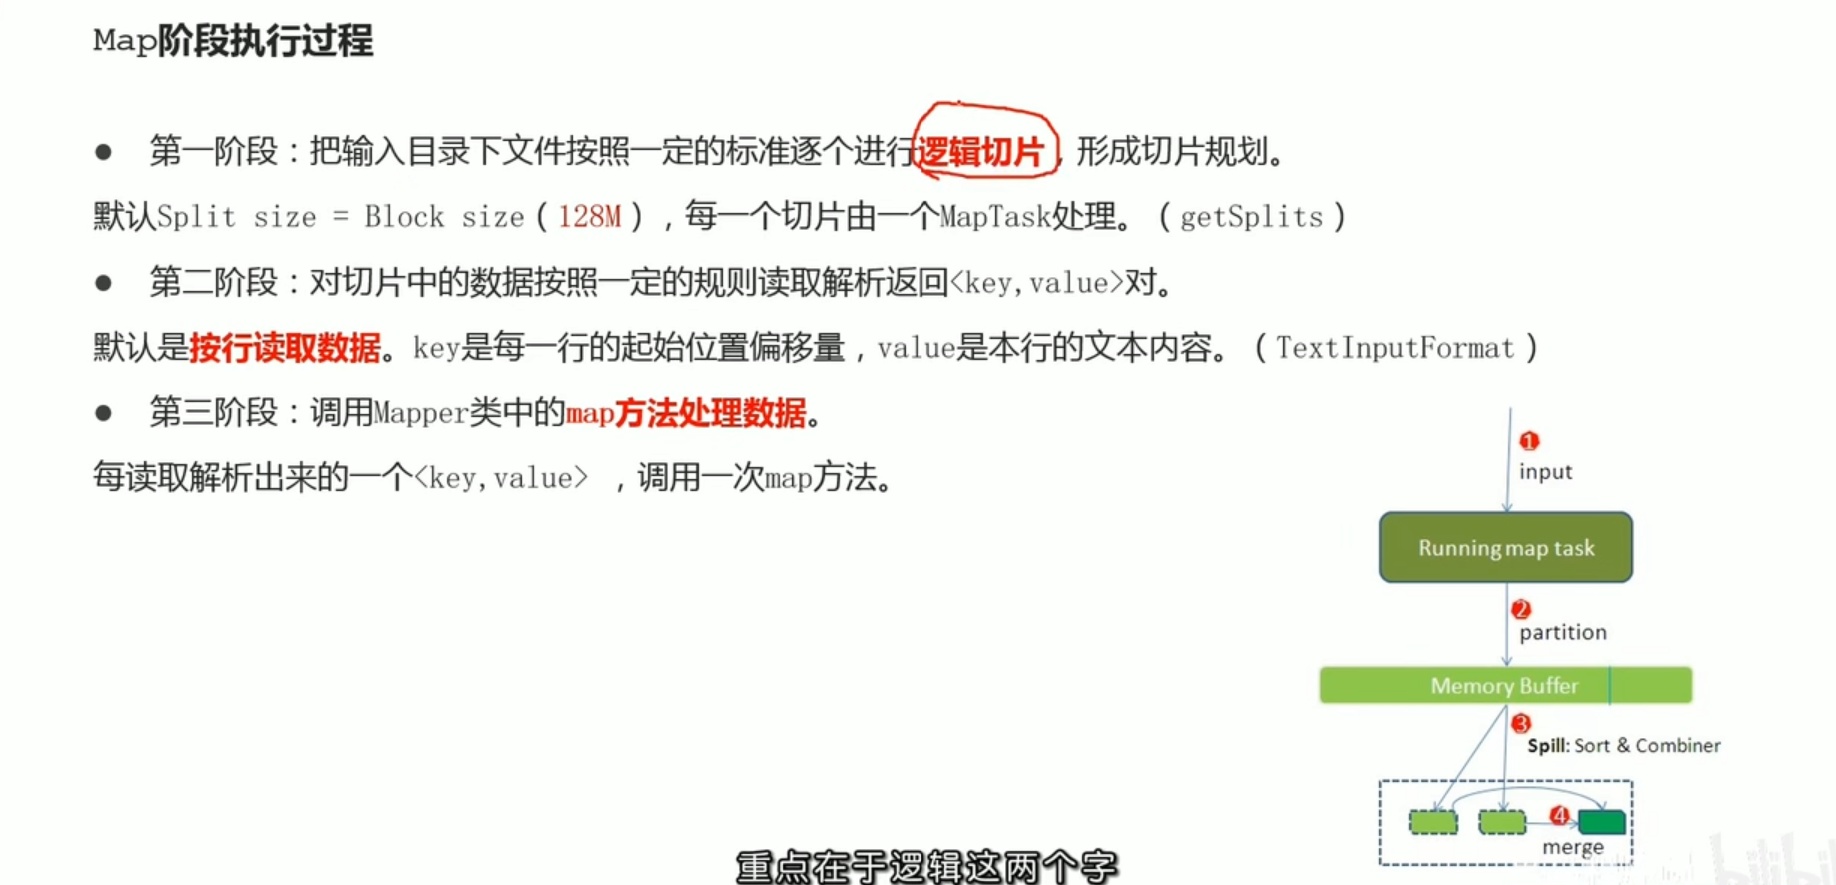 Map阶段执行过程
● 第一阶段：把输入目录下文件按照一定的标准逐个进行逻辑切片，形成切片规划。
默认Split size = Block size（128M），每一个切片由一个MapTask处理。（getSplits）
● 第二阶段：对切片中的数据按照一定的规则读取解析返回<key,value>对。
默认是按行读取数据。key是每一行的起始位置偏移量，value是本行的文本内容。（TextInputFormat）
● 第三阶段：调用Mapper类中的map方法处理数据。
每读取解析出来的一个<key,value> ，调用一次map方法。
1
input
Running map task
2
partition
Memory Buffer
3
Spill: Sort & Combiner
4
merge
重点在于逻辑这两个字